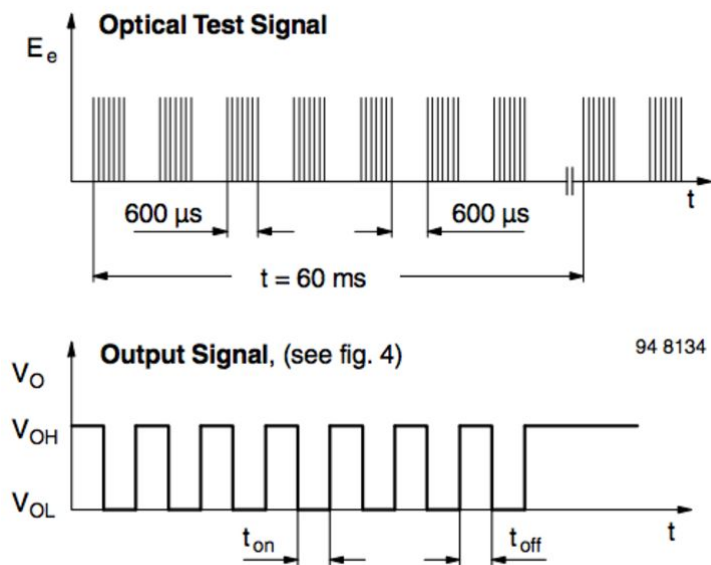 Optical Test Signal
Ee
t
600 µs
600 µs
t = 60 ms
Output Signal, (see fig. 4)
94 8134
VO
VOH
VOL
t
ton
toff